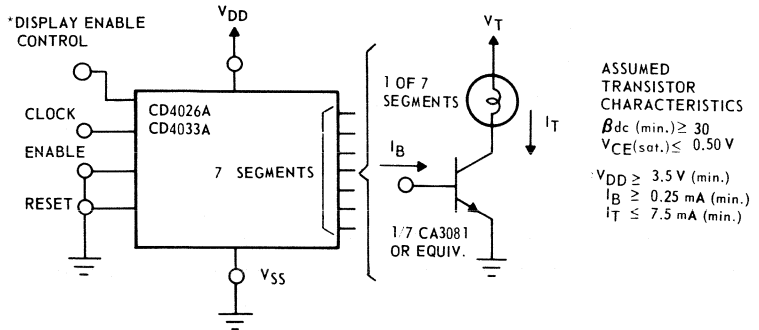 *DISPLAY ENABLE
CONTROL
VDD
CD4026A
CD4033A
CLOCK
ENABLE
RESET
7 SEGMENTS
VSS
1 OF 7
SEGMENTS
VT
IT
IB
1/7 CA3081
OR EQUIV.
ASSUMED
TRANSISTOR
CHARACTERISTICS
βdc (min.) ≥ 30
VCE(sat.) ≤ 0.50 V
VDD ≥ 3.5 V (min.)
IB ≥ 0.25 mA (min.)
IT ≤ 7.5 mA (min.)